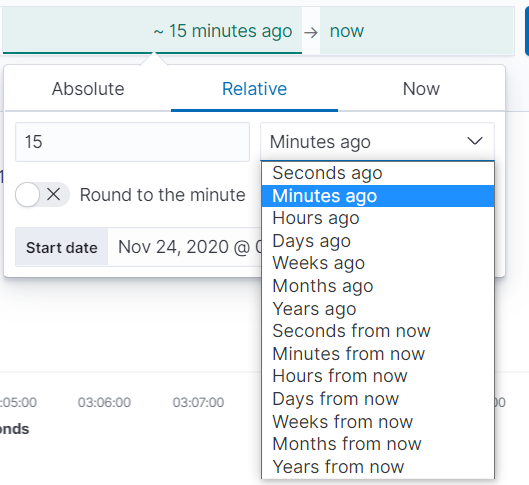 ~ 15 minutes ago → now
Absolute Relative Now
15 Minutes ago
Round to the minute
Start date Nov 24, 2020 @
Seconds ago
Minutes ago
Hours ago
Days ago
Weeks ago
Months ago
Years ago
Seconds from now
Minutes from now
Hours from now
Days from now
Weeks from now
Months from now
Years from now
:05:00 03:06:00 03:07:00 00
onds